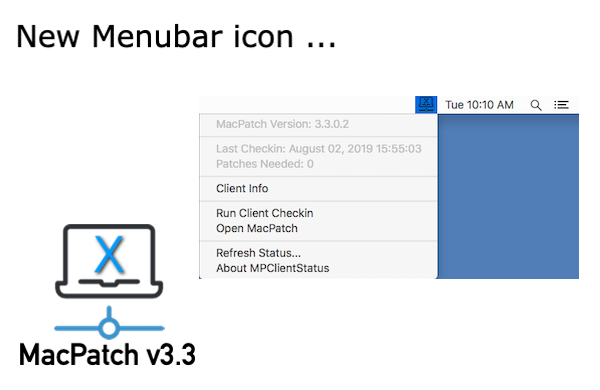 New Menubar icon ...
Tue 10:10 AM
MacPatch Version: 3.3.0.2
Last Checkin: August 02, 2019 15:55:03
Patches Needed: 0
Client Info
Run Client Checkin
Open MacPatch
Refresh Status...
About MPClientStatus
X
MacPatch v3.3